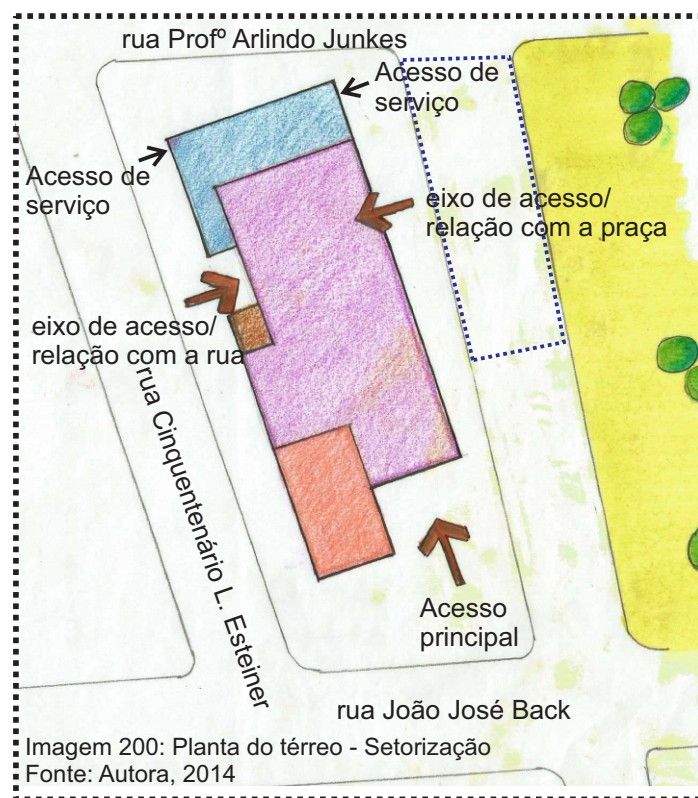 rua Profº Arlindo Junkes
Acesso de
serviço
Acesso de
serviço
eixo de acesso/
relação com a praça
eixo de acesso/
relação com a rua
rua Cinquentenário L. Esteiner
Acesso
principal
rua João José Back
Imagem 200: Planta do térreo - Setorização
Fonte: Autora, 2014